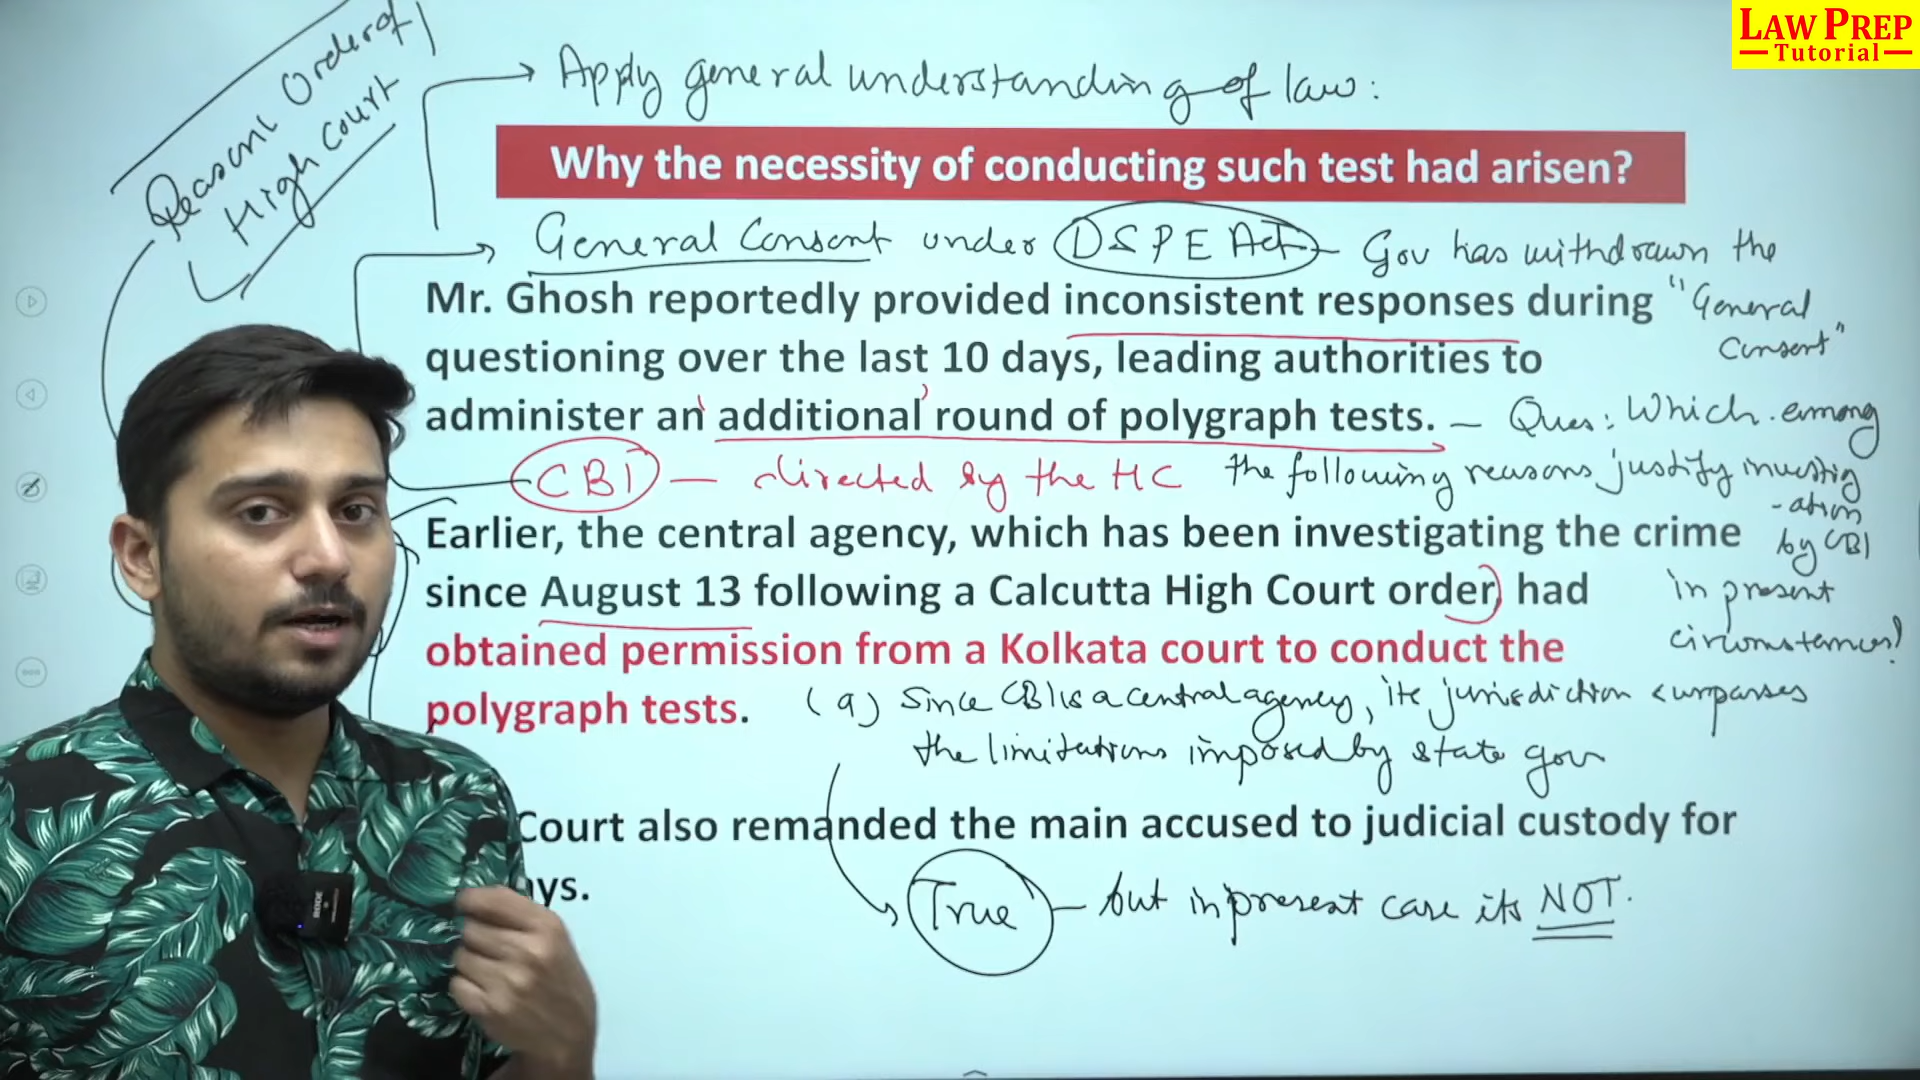 LAW PREP
Tutorial
Reason: Order of
High Court
Apply general understanding of law:
Why the necessity of conducting such test had arisen?
General Consent under DSPE Act - Gov has withdrawn the
"General
Consent"
Mr. Ghosh reportedly provided inconsistent responses during
questioning over the last 10 days, leading authorities to
administer an additional round of polygraph tests.
- Ques: Which among
the following reasons justify investig
-ation
by CBI
in present
circumstances?
CBI - directed by the HC
Earlier, the central agency, which has been investigating the crime
since August 13 following a Calcutta High Court order, had
obtained permission from a Kolkata court to conduct the
polygraph tests.
(a) Since CBI is a central agency, its jurisdiction surpasses
the limitations imposed by state gov
Court also remanded the main accused to judicial custody for
ys.
True - but in present case its NOT.
RODE